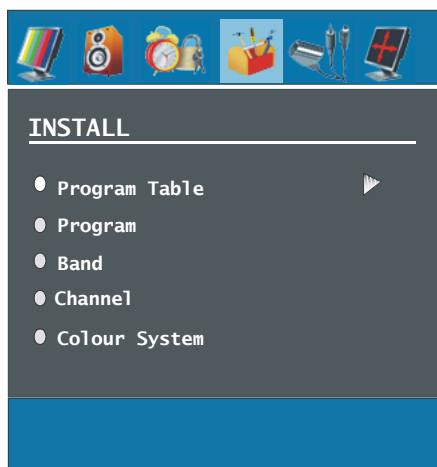 INSTALL
Program Table
Program
Band
Channel
Colour System